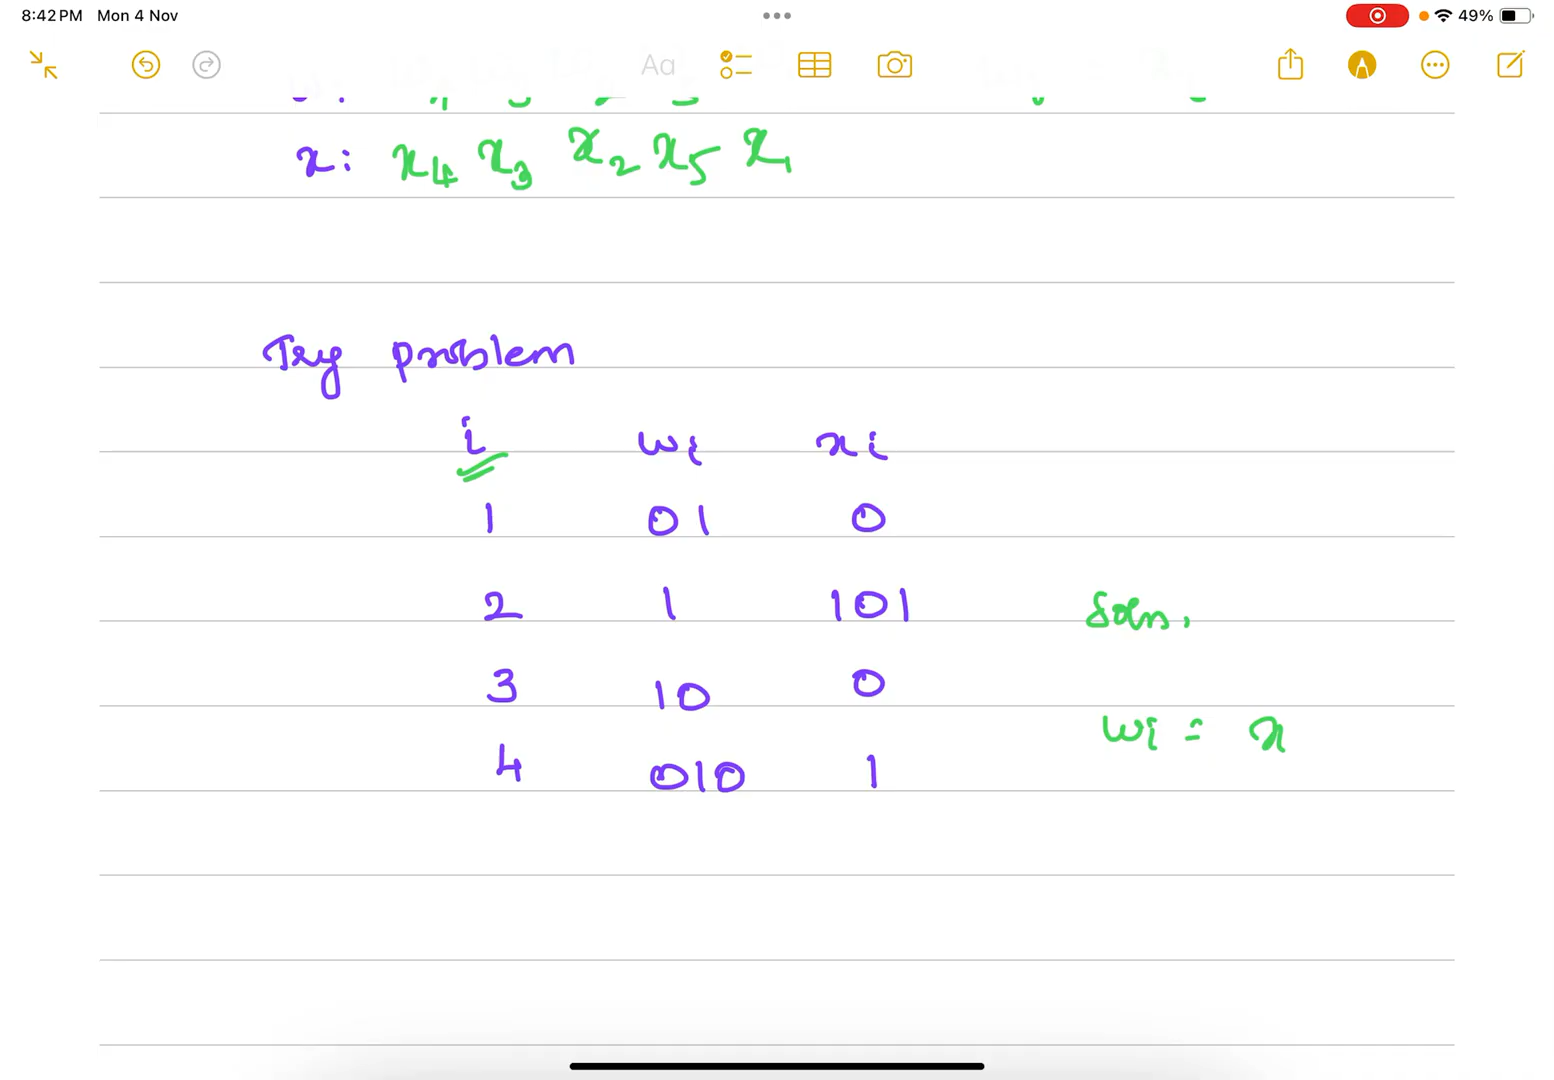 8:42 PM Mon 4 Nov 49%
Aa
x: x4 x3 x2 x5 x1
Try problem
i wi xi
1 01 0
2 1 101
Soln.
3 10 0
wi = x
4 010 1